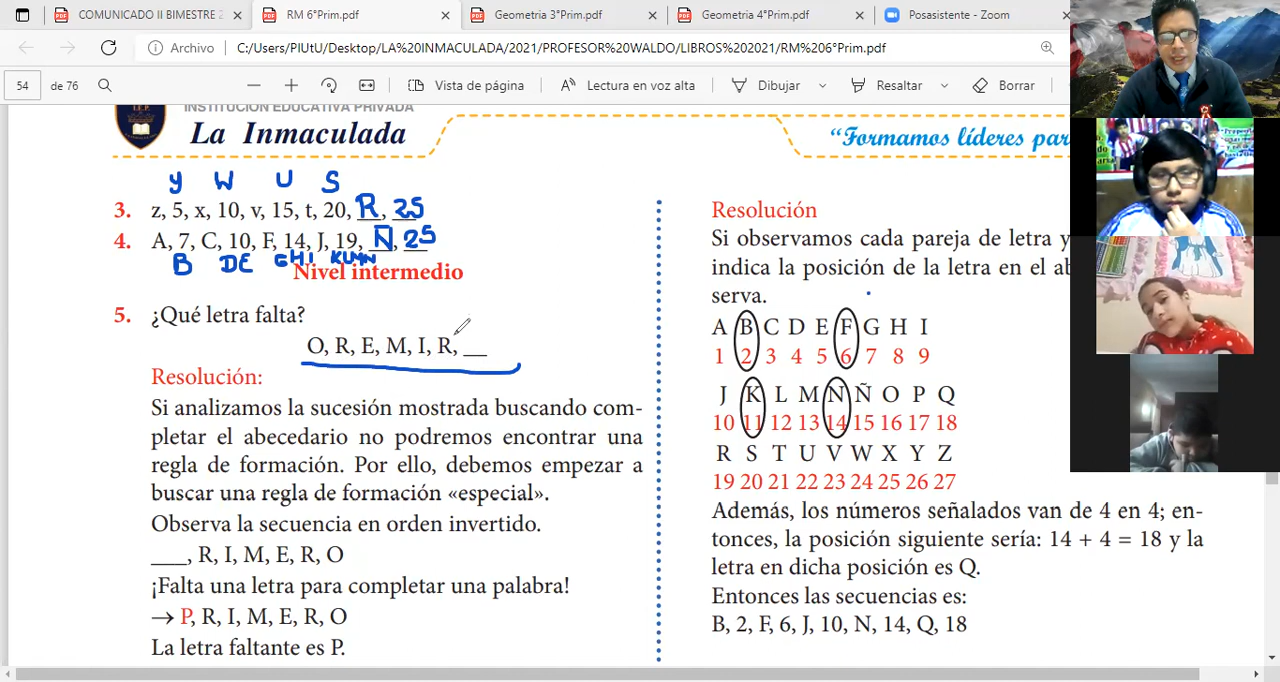 COMUNICADO II BIMESTRE 2
RM 6°Prim.pdf
Geometria 3°Prim.pdf
Geometria 4°Prim.pdf
Posasistente - Zoom
Archivo
C:/Users/PIUtU/Desktop/LA%20INMACULADA/2021/PROFESOR%20WALDO/LIBROS%202021/RM%206°Prim.pdf
54 de 76
Vista de página
Lectura en voz alta
Dibujar
Resaltar
Borrar
INSTITUCIÓN EDUCATIVA PRIVADA
La Inmaculada
“Formamos líderes par
Y W U S
3. z, 5, x, 10, v, 15, t, 20, R, 25
4. A, 7, C, 10, F, 14, J, 19, Ñ, 25
B DE GHI KLMN
Nivel intermedio
5. ¿Qué letra falta?
O, R, E, M, I, R, __
Resolución:
Si analizamos la sucesión mostrada buscando com-
pletar el abecedario no podremos encontrar una
regla de formación. Por ello, debemos empezar a
buscar una regla de formación «especial».
Observa la secuencia en orden invertido.
___, R, I, M, E, R, O
¡Falta una letra para completar una palabra!
→ P, R, I, M, E, R, O
La letra faltante es P.
Resolución
Si observamos cada pareja de letra y
indica la posición de la letra en el ab
serva.
A B C D E F G H I
1 2 3 4 5 6 7 8 9
J K L M N Ñ O P Q
10 11 12 13 14 15 16 17 18
R S T U V W X Y Z
19 20 21 22 23 24 25 26 27
Además, los números señalados van de 4 en 4; en-
tonces, la posición siguiente sería: 14 + 4 = 18 y la
letra en dicha posición es Q.
Entonces las secuencias es:
B, 2, F, 6, J, 10, N, 14, Q, 18